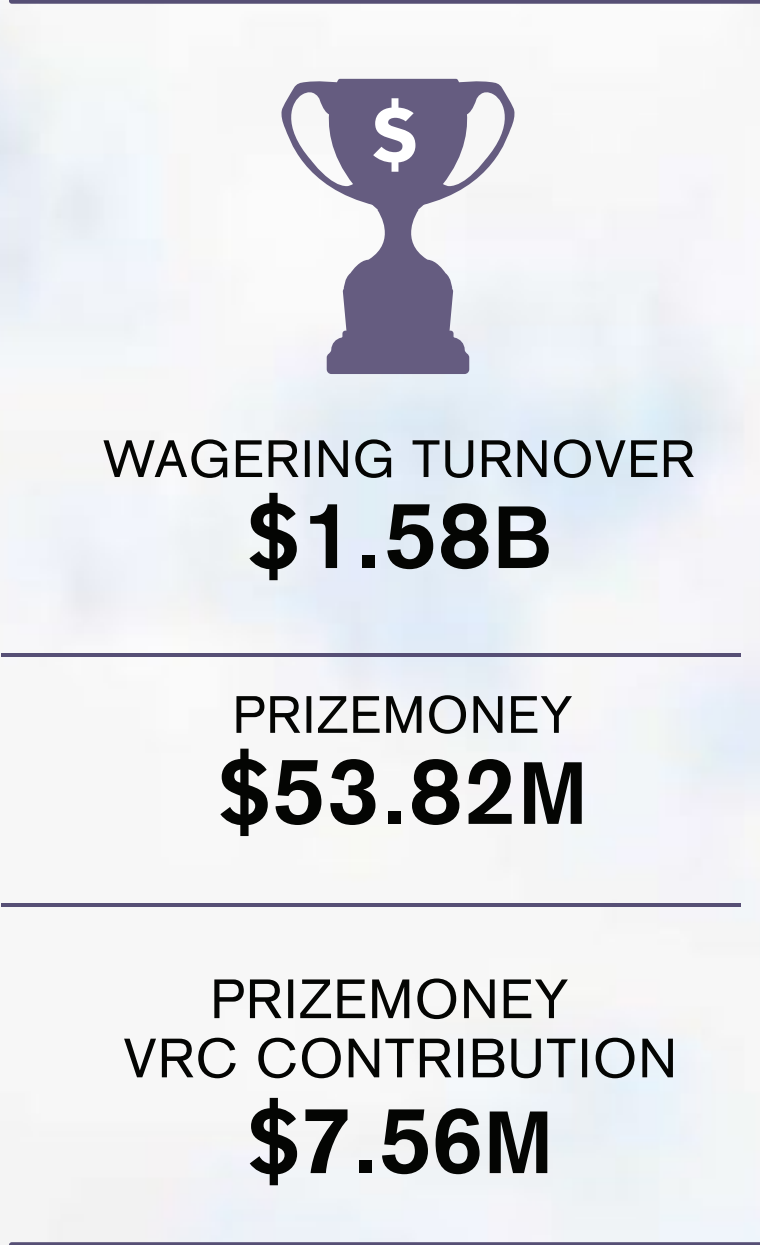 $
WAGERING TURNOVER
$1.58B
PRIZEMONEY
$53.82M
PRIZEMONEY
VRC CONTRIBUTION
$7.56M